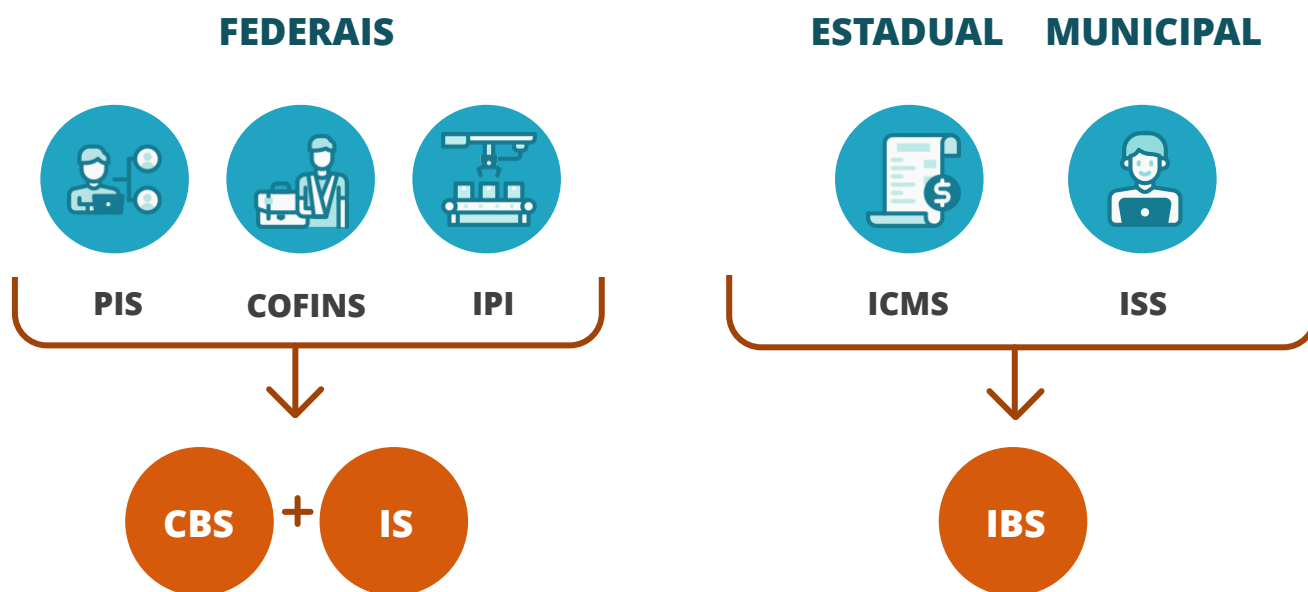 FEDERAIS
ESTADUAL MUNICIPAL
PIS COFINS IPI
ICMS ISS
CBS + IS
IBS